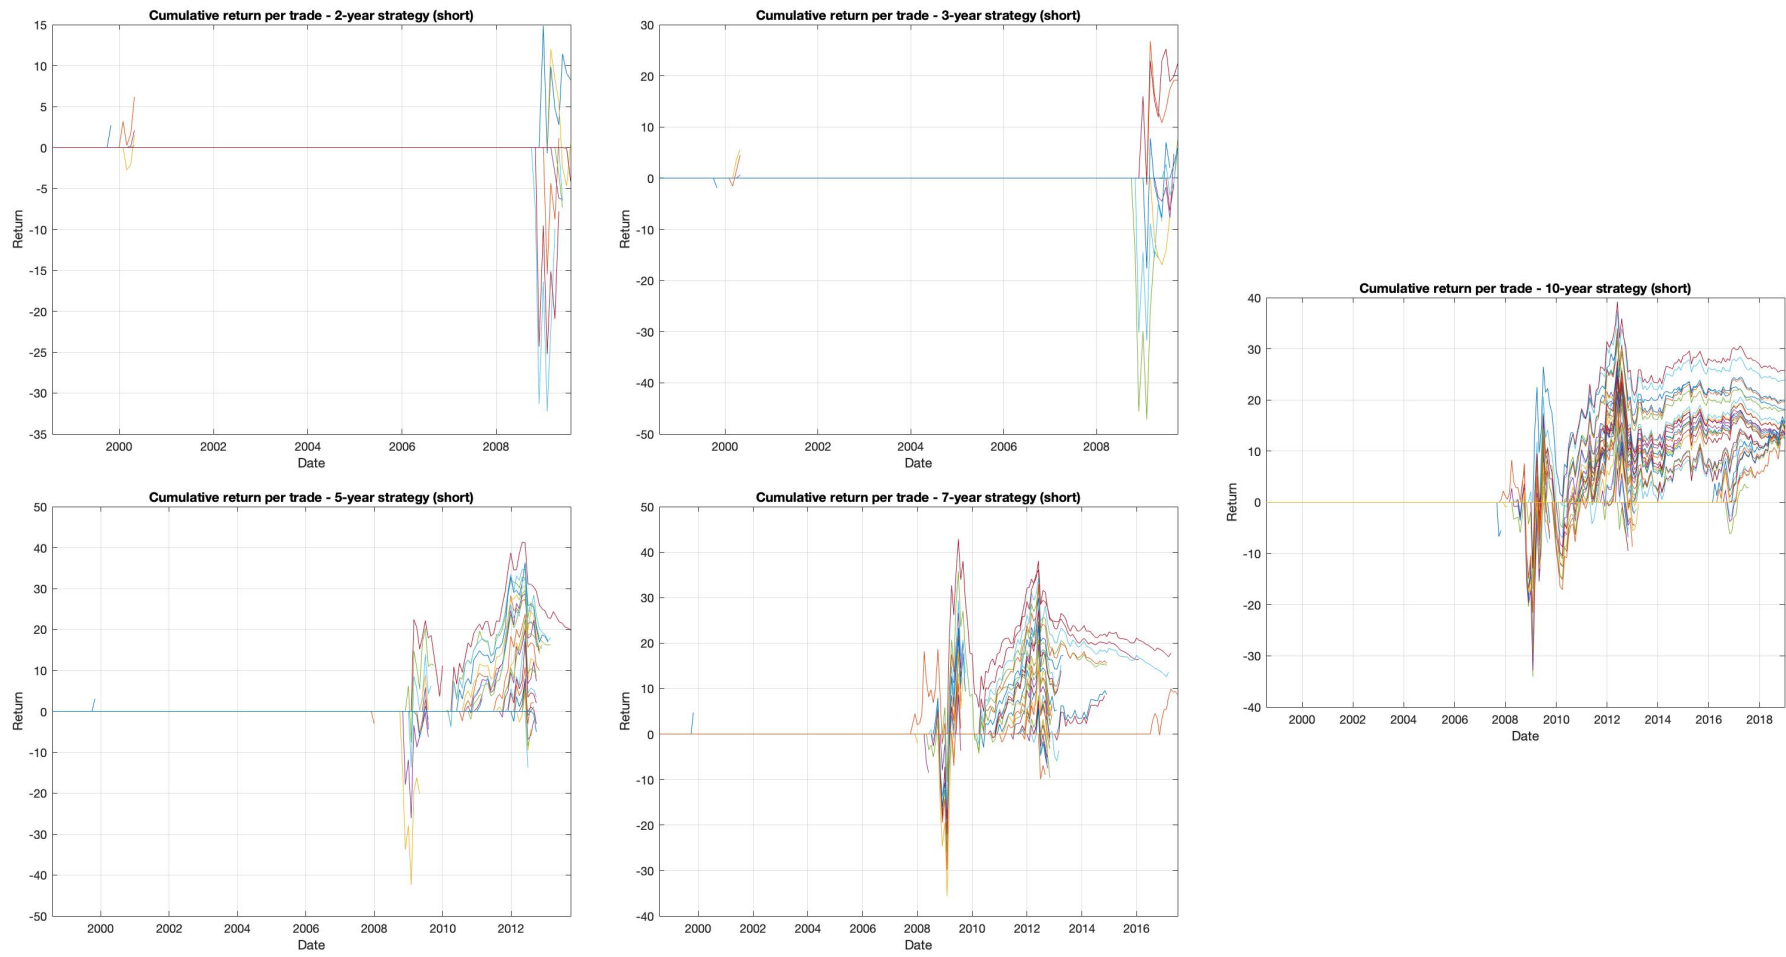 Cumulative return per trade - 2-year strategy (short)
15
10
5
0
-5
-10
-15
-20
-25
-30
-35
Return
2000 2002 2004 2006 2008
Date
Cumulative return per trade - 3-year strategy (short)
30
20
10
0
-10
-20
-30
-40
-50
Return
2000 2002 2004 2006 2008
Date
Cumulative return per trade - 10-year strategy (short)
40
30
20
10
0
-10
-20
-30
-40
Return
2000 2002 2004 2006 2008 2010 2012 2014 2016 2018
Date
Cumulative return per trade - 5-year strategy (short)
50
40
30
20
10
0
-10
-20
-30
-40
-50
Return
2000 2002 2004 2006 2008 2010 2012
Date
Cumulative return per trade - 7-year strategy (short)
50
40
30
20
10
0
-10
-20
-30
-40
Return
2000 2002 2004 2006 2008 2010 2012 2014 2016
Date